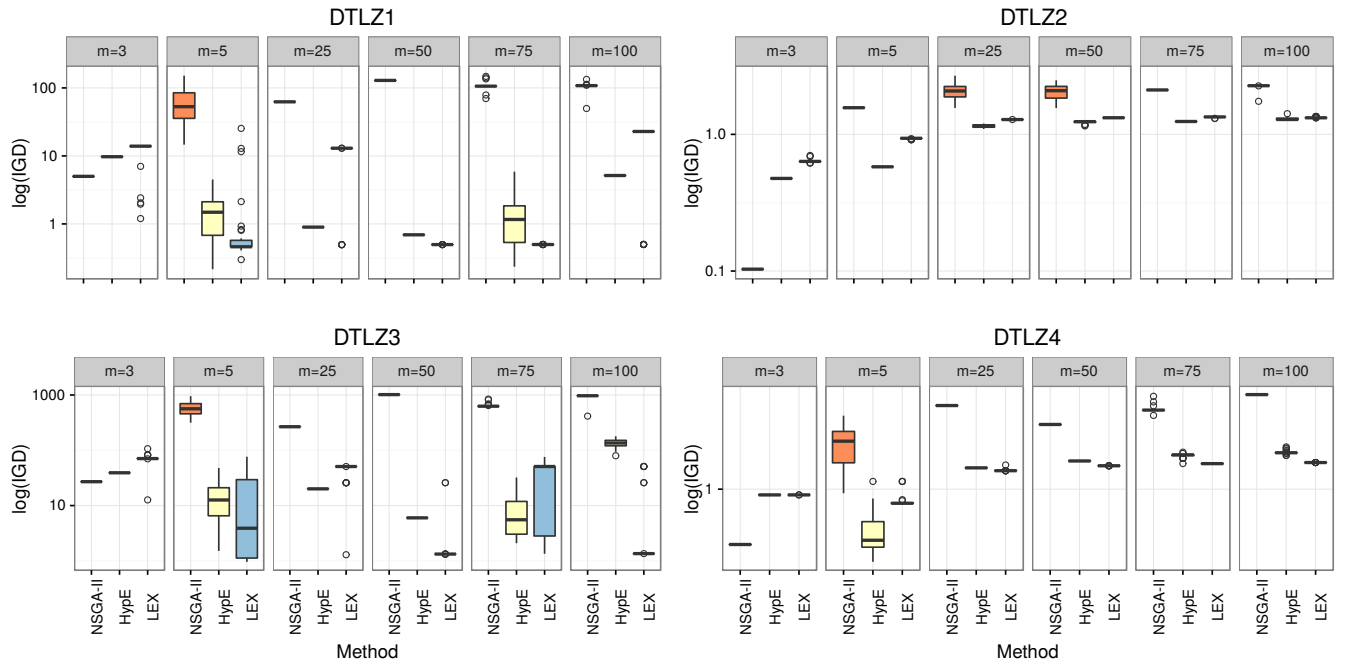 DTLZ1
m=3 m=5 m=25 m=50 m=75 m=100
100
10
1
log(IGD)
DTLZ2
m=3 m=5 m=25 m=50 m=75 m=100
1.0
0.1
log(IGD)
DTLZ3
m=3 m=5 m=25 m=50 m=75 m=100
1000
10
log(IGD)
NSGA-II HypE LEX NSGA-II HypE LEX NSGA-II HypE LEX NSGA-II HypE LEX NSGA-II HypE LEX NSGA-II HypE LEX
Method
DTLZ4
m=3 m=5 m=25 m=50 m=75 m=100
1
log(IGD)
NSGA-II HypE LEX NSGA-II HypE LEX NSGA-II HypE LEX NSGA-II HypE LEX NSGA-II HypE LEX NSGA-II HypE LEX
Method